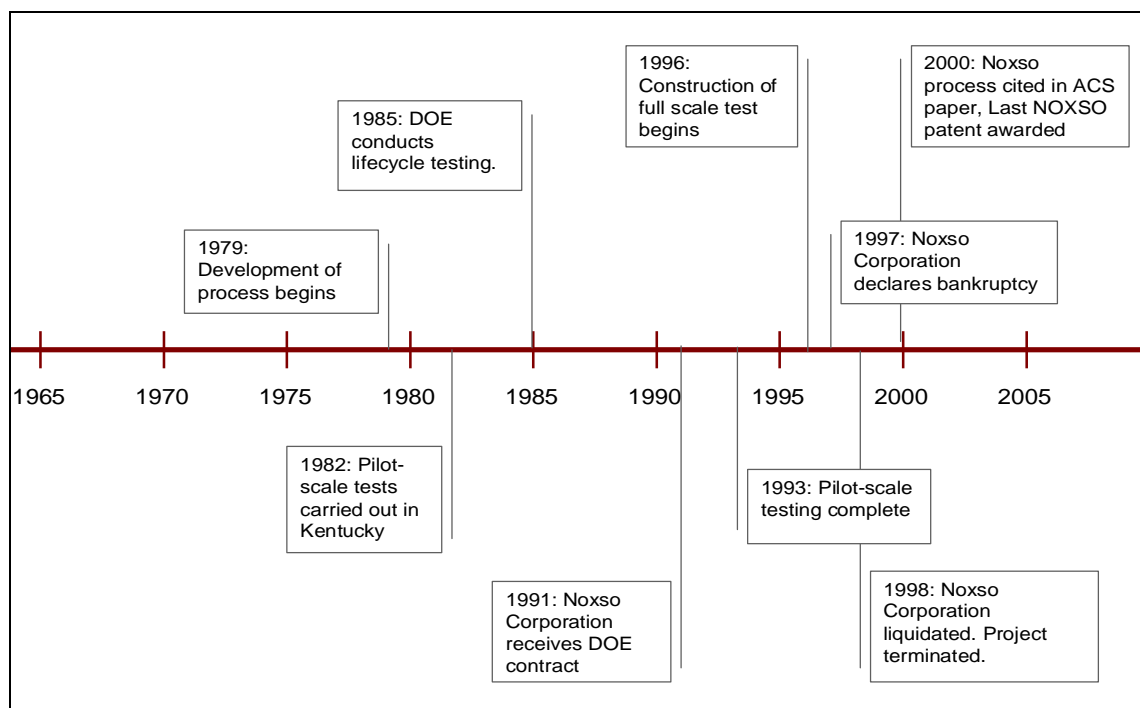 1996:
Construction of
full scale test
begins
2000: Noxso
process cited in ACS
paper, Last NOXSO
patent awarded
1985: DOE
conducts
lifecycle testing.
1979:
Development of
process begins
1997: Noxso
Corporation
declares bankruptcy
1965
1970
1975
1980
1985
1990
1995
2000
2005
1982: Pilot-
scale tests
carried out in
Kentucky
1993: Pilot-scale
testing complete
1991: Noxso
Corporation
receives DOE
contract
1998: Noxso
Corporation
liquidated. Project
terminated.